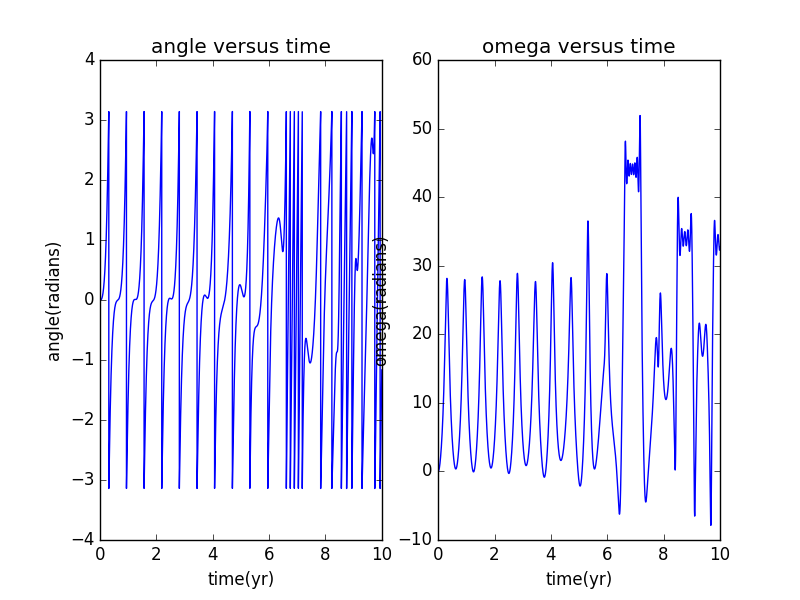 angle versus time
4
3
2
1
0
−1
−2
−3
−4
angle(radians)
0 2 4 6 8 10
time(yr)
omega versus time
60
50
40
30
20
10
0
−10
omega(radians)
0 2 4 6 8 10
time(yr)